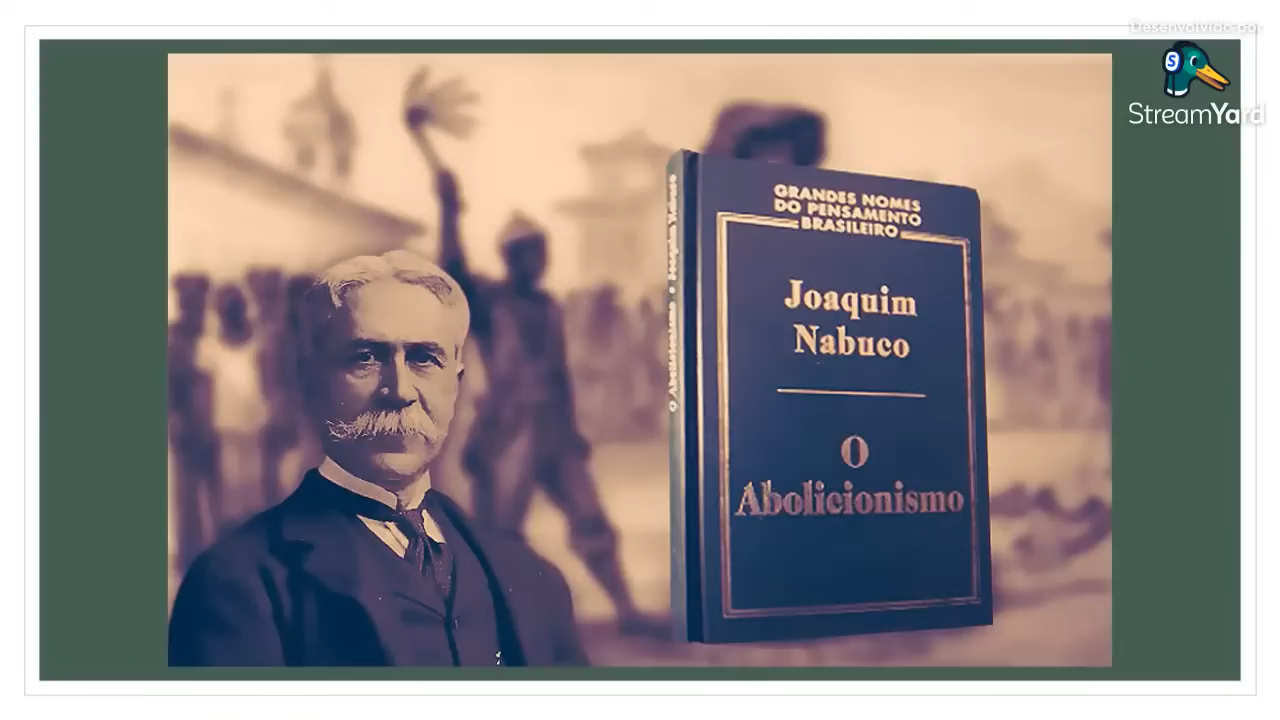 Desenvolvido por
StreamYard
GRANDES NOMES
DO PENSAMENTO
BRASILEIRO
Joaquim
Nabuco
O
Abolicionismo
O Abolicionismo • Joaquim Nabuco